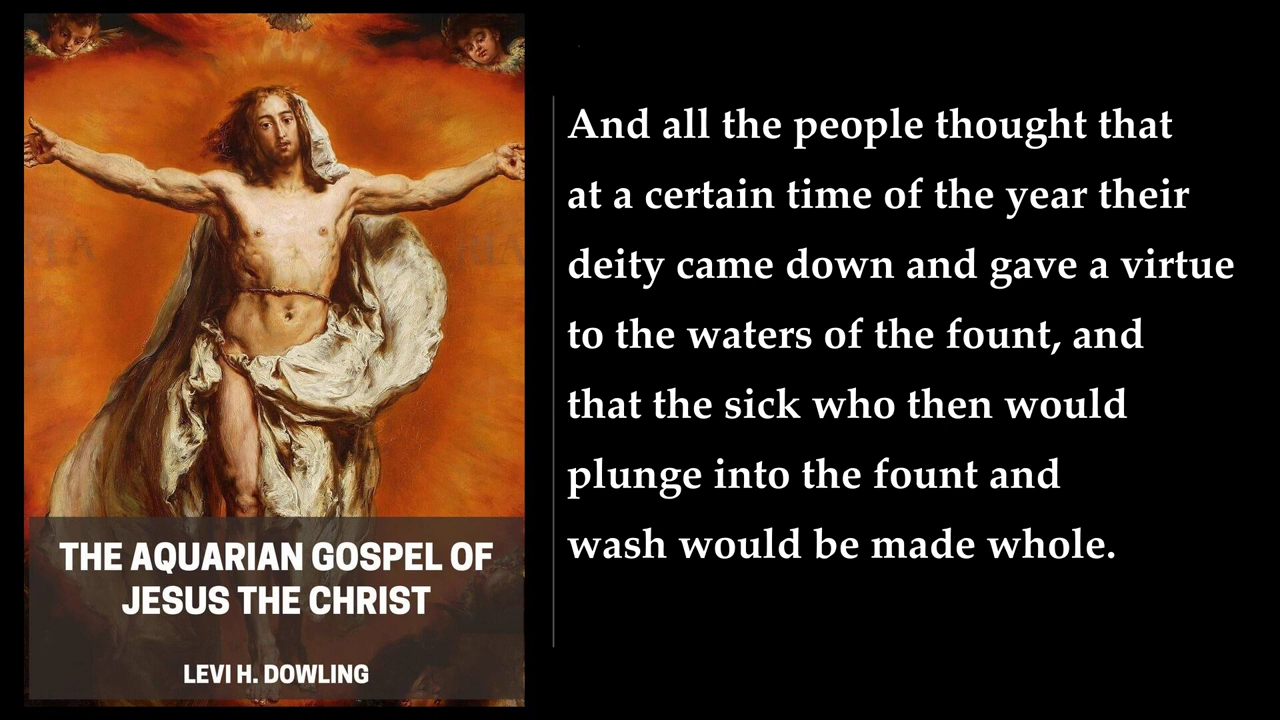 THE AQUARIAN GOSPEL OF
JESUS THE CHRIST
LEVI H. DOWLING
And all the people thought that
at a certain time of the year their
deity came down and gave a virtue
to the waters of the fount, and
that the sick who then would
plunge into the fount and
wash would be made whole.